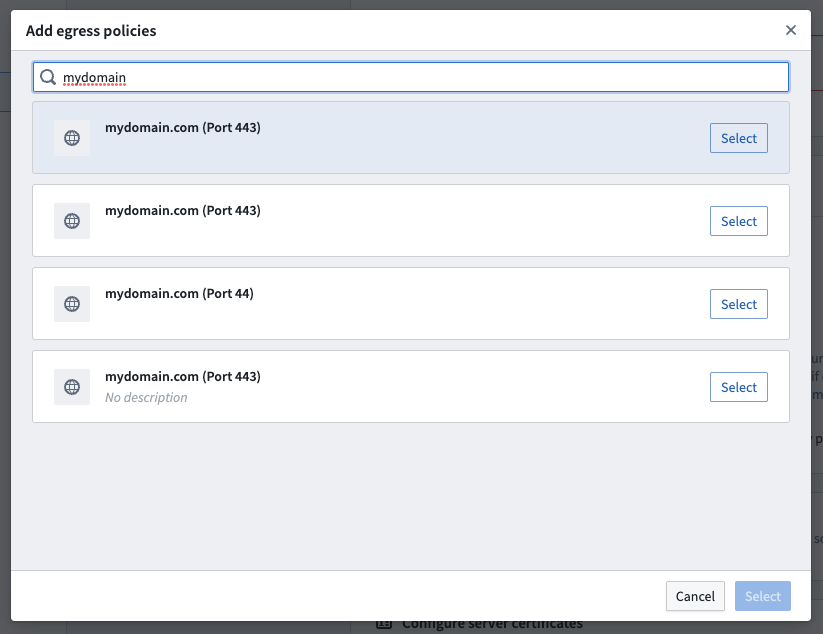 Add egress policies
mydomain
mydomain.com (Port 443)
Select
mydomain.com (Port 443)
Select
mydomain.com (Port 44)
Select
mydomain.com (Port 443)
No description
Select
Cancel
Select
Configure server certificates